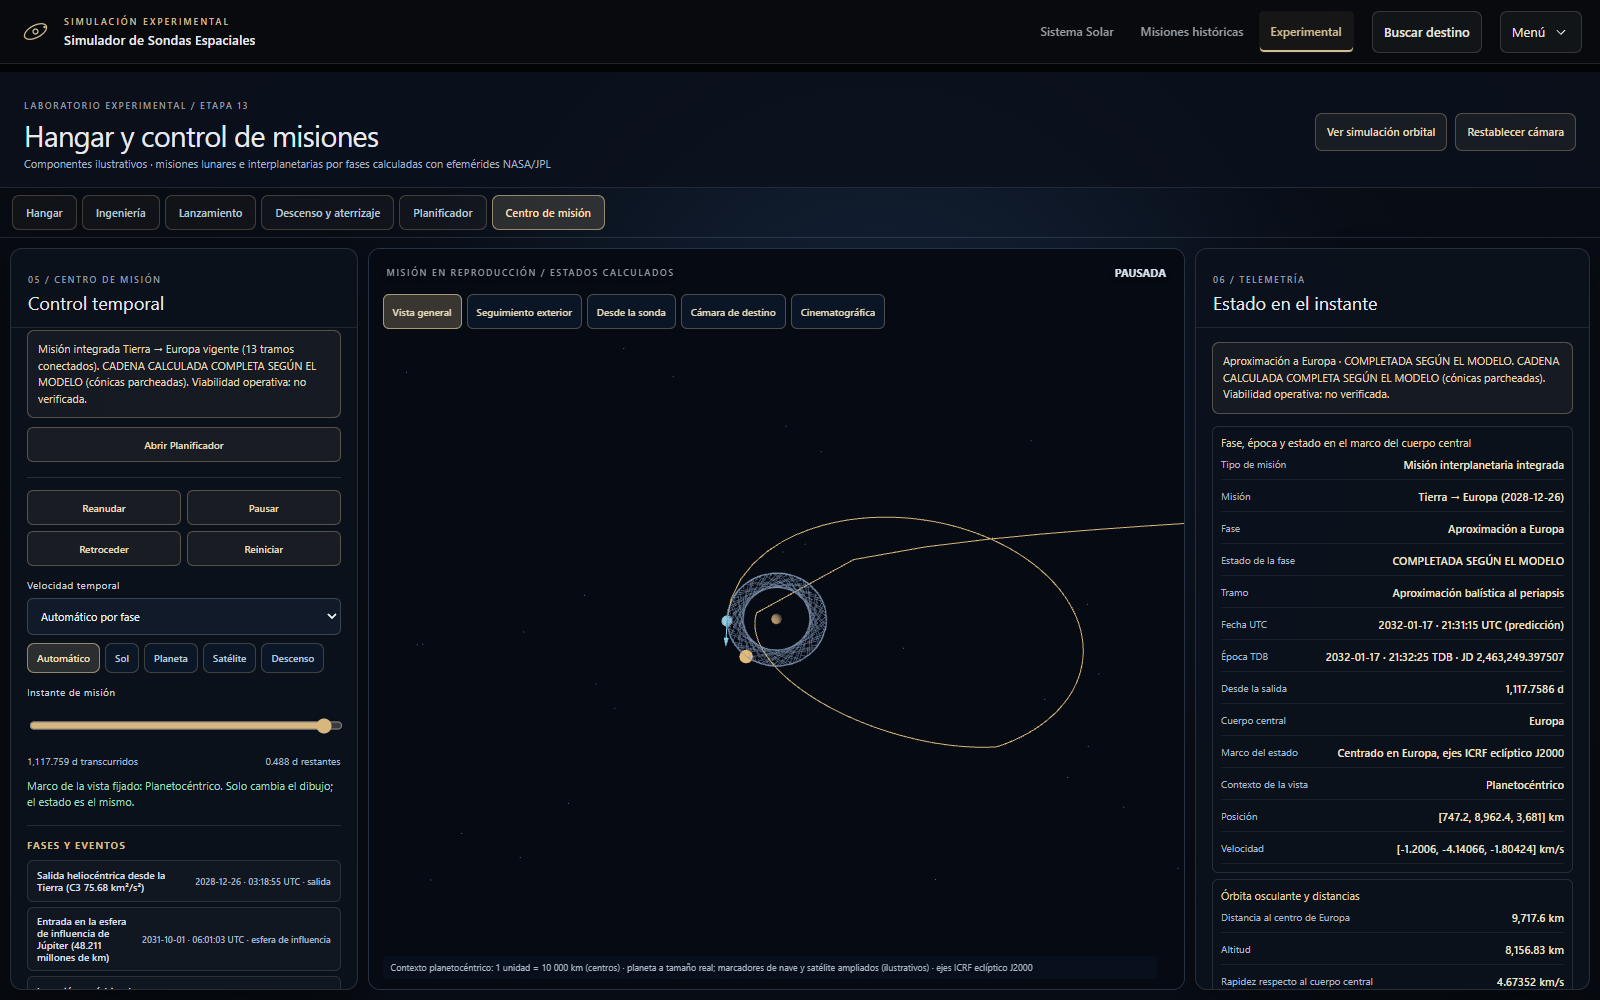 SIMULACIÓN EXPERIMENTAL
Simulador de Sondas Espaciales
Sistema Solar
Misiones históricas
Experimental
Buscar destino
Menú
LABORATORIO EXPERIMENTAL / ETAPA 13
Hangar y control de misiones
Componentes ilustrativos · misiones lunares e interplanetarias por fases calculadas con efemérides NASA/JPL
Ver simulación orbital
Restablecer cámara
Hangar
Ingeniería
Lanzamiento
Descenso y aterrizaje
Planificador
Centro de misión
05 / CENTRO DE MISIÓN
Control temporal
Misión integrada Tierra → Europa vigente (13 tramos
conectados). CADENA CALCULADA COMPLETA SEGÚN EL
MODELO (cónicas parcheadas). Viabilidad operativa: no
verificada.
Abrir Planificador
Reanudar
Pausar
Retroceder
Reiniciar
Velocidad temporal
Automático por fase
Automático
Sol
Planeta
Satélite
Descenso
Instante de misión
1,117.759 d transcurridos
0.488 d restantes
Marco de la vista fijado: Planetocéntrico. Solo cambia el dibujo;
el estado es el mismo.
FASES Y EVENTOS
Salida heliocéntrica desde la
Tierra (C3 75.68 km²/s²)
2028-12-26 · 03:18:55 UTC · salida
Entrada en la esfera
de influencia de
Júpiter (48.211
millones de km)
2031-10-01 · 06:01:03 UTC · esfera de influencia
MISIÓN EN REPRODUCCIÓN / ESTADOS CALCULADOS
PAUSADA
Vista general
Seguimiento exterior
Desde la sonda
Cámara de destino
Cinematográfica
Contexto planetocéntrico: 1 unidad = 10 000 km (centros) · planeta a tamaño real; marcadores de nave y satélite ampliados (ilustrativos) · ejes ICRF eclíptico J2000
06 / TELEMETRÍA
Estado en el instante
Aproximación a Europa · COMPLETADA SEGÚN EL MODELO. CADENA
CALCULADA COMPLETA SEGÚN EL MODELO (cónicas parcheadas).
Viabilidad operativa: no verificada.
Fase, época y estado en el marco del cuerpo central
Tipo de misión
Misión interplanetaria integrada
Misión
Tierra → Europa (2028-12-26)
Fase
Aproximación a Europa
Estado de la fase
COMPLETADA SEGÚN EL MODELO
Tramo
Aproximación balística al periapsis
Fecha UTC
2032-01-17 · 21:31:15 UTC (predicción)
Época TDB
2032-01-17 · 21:32:25 TDB · JD 2,463,249.397507
Desde la salida
1,117.7586 d
Cuerpo central
Europa
Marco del estado
Centrado en Europa, ejes ICRF eclíptico J2000
Contexto de la vista
Planetocéntrico
Posición
[747.2, 8,962.4, 3,681] km
Velocidad
[-1.2006, -4.14066, -1.80424] km/s
Órbita osculante y distancias
Distancia al centro de Europa
9,717.6 km
Altitud
8,156.83 km
Rapidez respecto al cuerpo central
4.67352 km/s